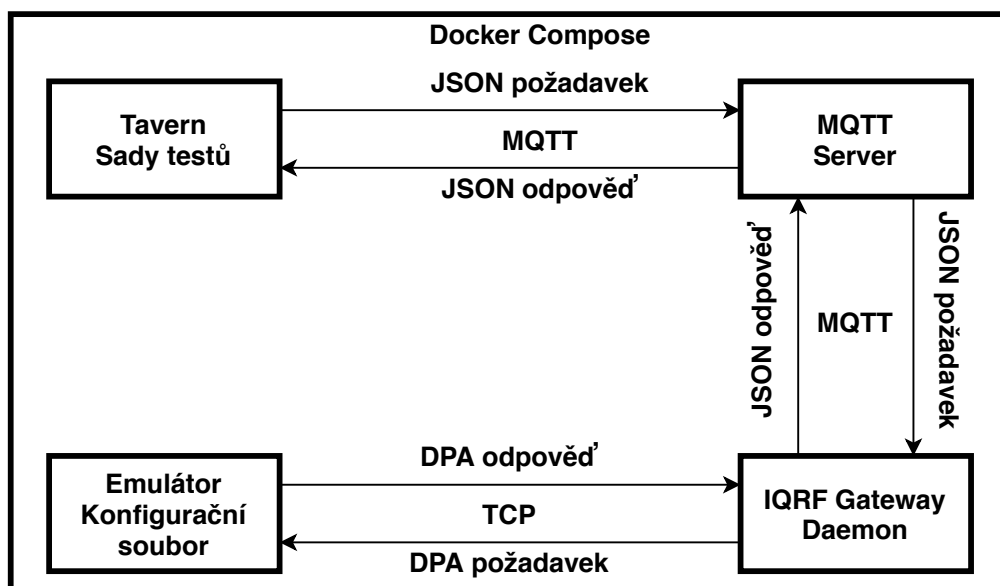 Docker Compose
JSON požadavek
Tavern
Sady testů
MQTT
MQTT
Server
JSON odpověď
JSON odpověď
MQTT
JSON požadavek
DPA odpověď
Emulátor
Konfigurační
soubor
TCP
IQRF Gateway
Daemon
DPA požadavek